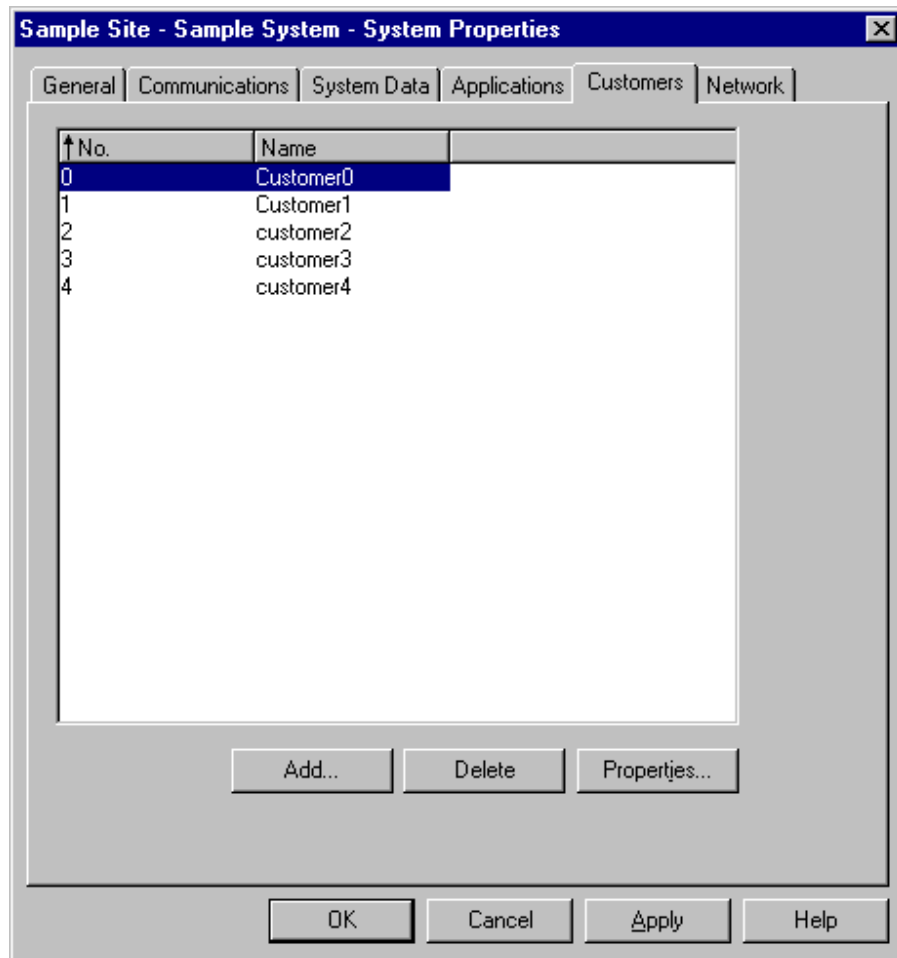 Sample Site - Sample System - System Properties
General Communications System Data Applications Customers Network
No. Name
0 Customer0
1 Customer1
2 customer2
3 customer3
4 customer4
Add... Delete Properties...
OK Cancel Apply Help